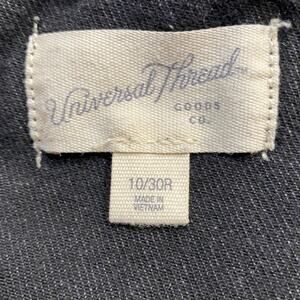 Universal Thread™
GOODS
CO.
10/30R
MADE IN
VIETNAM